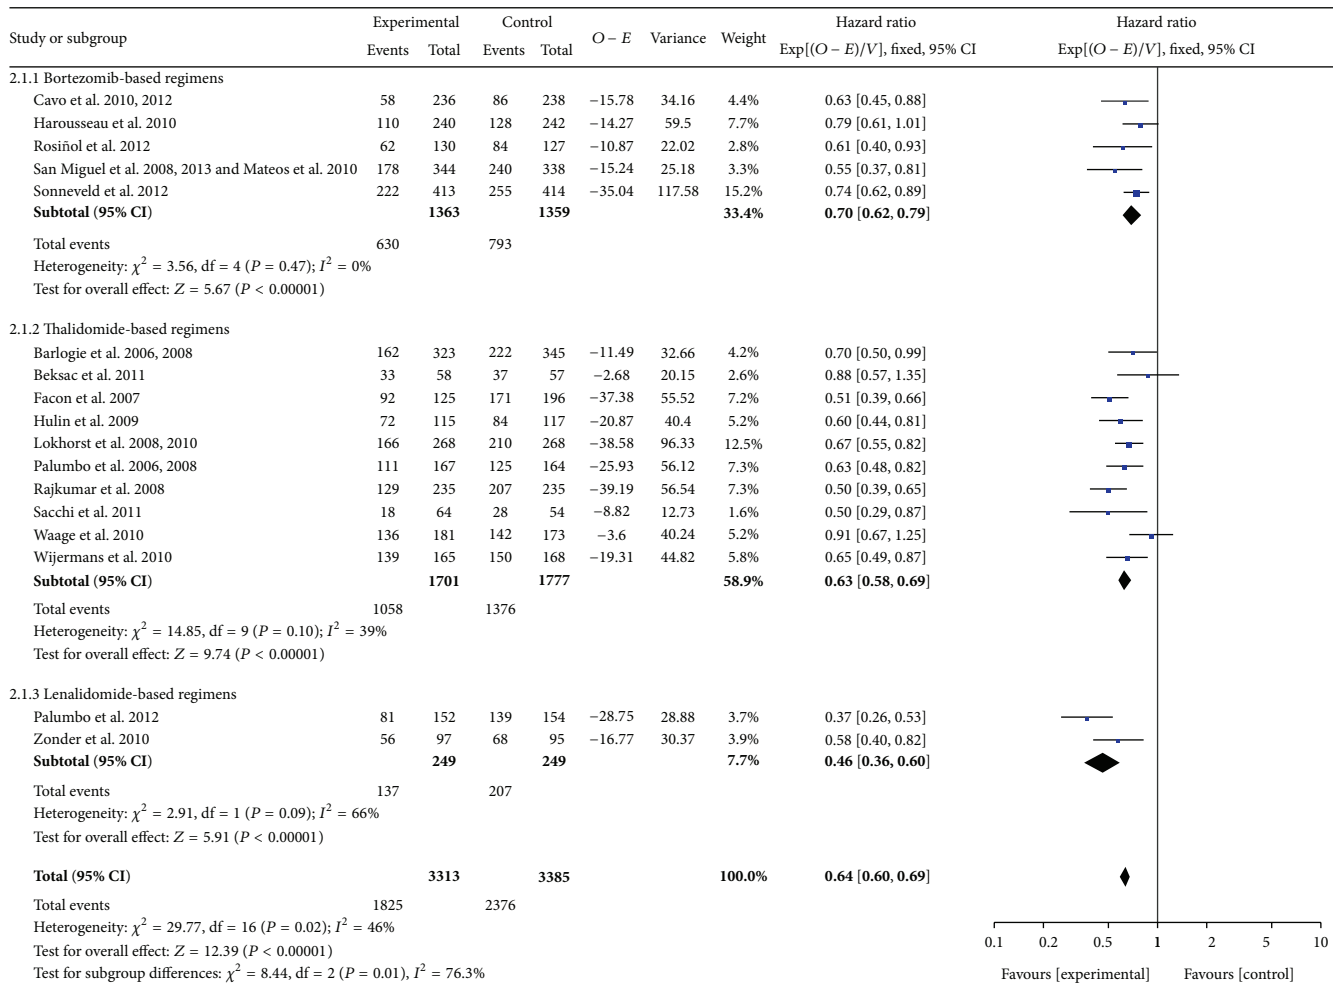 Experimental Control Hazard ratio Hazard ratio
Study or subgroup O − E Variance Weight
Events Total Events Total Exp[(O − E)/V], fixed, 95% CI Exp[(O − E)/V], fixed, 95% CI
2.1.1 Bortezomib-based regimens
Cavo et al. 2010, 2012 58 236 86 238 −15.78 34.16 4.4% 0.63 [0.45, 0.88]
Harousseau et al. 2010 110 240 128 242 −14.27 59.5 7.7% 0.79 [0.61, 1.01]
Rosiñol et al. 2012 62 130 84 127 −10.87 22.02 2.8% 0.61 [0.40, 0.93]
San Miguel et al. 2008, 2013 and Mateos et al. 2010 178 344 240 338 −15.24 25.18 3.3% 0.55 [0.37, 0.81]
Sonneveld et al. 2012 222 413 255 414 −35.04 117.58 15.2% 0.74 [0.62, 0.89]
Subtotal (95% CI) 1363 1359 33.4% 0.70 [0.62, 0.79]
Total events 630 793
Heterogeneity: χ² = 3.56, df = 4 (P = 0.47); I² = 0%
Test for overall effect: Z = 5.67 (P < 0.00001)
2.1.2 Thalidomide-based regimens
Barlogie et al. 2006, 2008 162 323 222 345 −11.49 32.66 4.2% 0.70 [0.50, 0.99]
Beksac et al. 2011 33 58 37 57 −2.68 20.15 2.6% 0.88 [0.57, 1.35]
Facon et al. 2007 92 125 171 196 −37.38 55.52 7.2% 0.51 [0.39, 0.66]
Hulin et al. 2009 72 115 84 117 −20.87 40.4 5.2% 0.60 [0.44, 0.81]
Lokhorst et al. 2008, 2010 166 268 210 268 −38.58 96.33 12.5% 0.67 [0.55, 0.82]
Palumbo et al. 2006, 2008 111 167 125 164 −25.93 56.12 7.3% 0.63 [0.48, 0.82]
Rajkumar et al. 2008 129 235 207 235 −39.19 56.54 7.3% 0.50 [0.39, 0.65]
Sacchi et al. 2011 18 64 28 54 −8.82 12.73 1.6% 0.50 [0.29, 0.87]
Waage et al. 2010 136 181 142 173 −3.6 40.24 5.2% 0.91 [0.67, 1.25]
Wijermans et al. 2010 139 165 150 168 −19.31 44.82 5.8% 0.65 [0.49, 0.87]
Subtotal (95% CI) 1701 1777 58.9% 0.63 [0.58, 0.69]
Total events 1058 1376
Heterogeneity: χ² = 14.85, df = 9 (P = 0.10); I² = 39%
Test for overall effect: Z = 9.74 (P < 0.00001)
2.1.3 Lenalidomide-based regimens
Palumbo et al. 2012 81 152 139 154 −28.75 28.88 3.7% 0.37 [0.26, 0.53]
Zonder et al. 2010 56 97 68 95 −16.77 30.37 3.9% 0.58 [0.40, 0.82]
Subtotal (95% CI) 249 249 7.7% 0.46 [0.36, 0.60]
Total events 137 207
Heterogeneity: χ² = 2.91, df = 1 (P = 0.09); I² = 66%
Test for overall effect: Z = 5.91 (P < 0.00001)
Total (95% CI) 3313 3385 100.0% 0.64 [0.60, 0.69]
Total events 1825 2376
Heterogeneity: χ² = 29.77, df = 16 (P = 0.02); I² = 46%
Test for overall effect: Z = 12.39 (P < 0.00001)
Test for subgroup differences: χ² = 8.44, df = 2 (P = 0.01), I² = 76.3%
0.1 0.2 0.5 1 2 5 10
Favours [experimental] Favours [control]